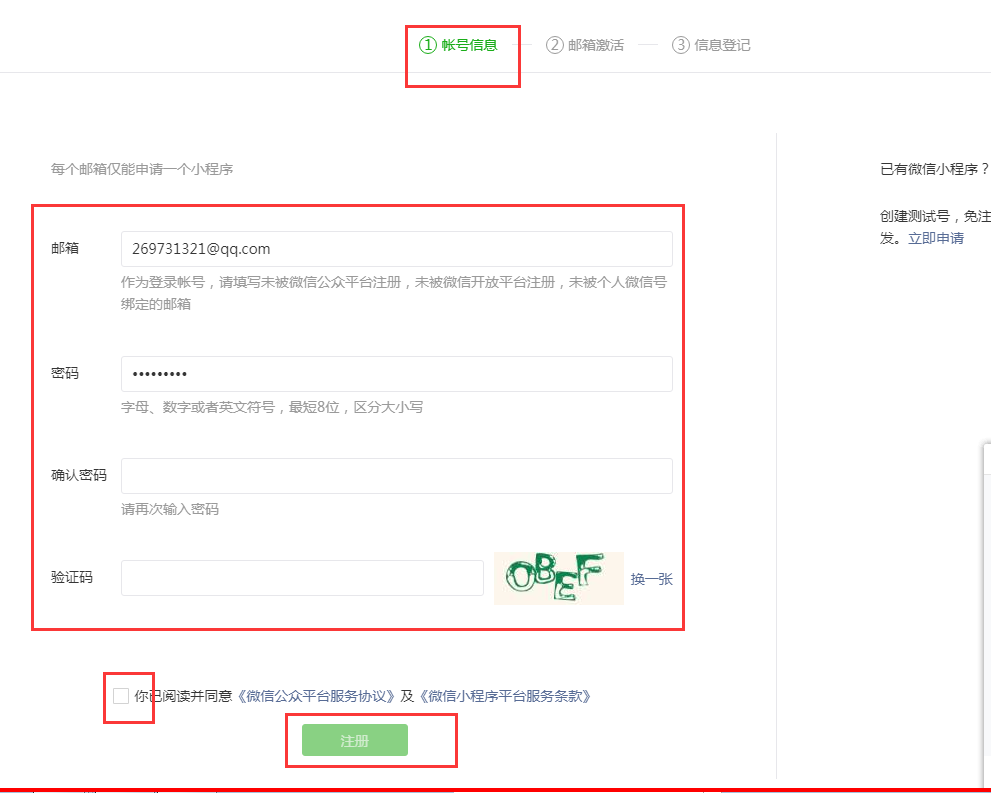 ① 帐号信息 ② 邮箱激活 ③ 信息登记
每个邮箱仅能申请一个小程序
已有微信小程序？
创建测试号，免注
发。立即申请
邮箱 269731321@qq.com
作为登录帐号，请填写未被微信公众平台注册，未被微信开放平台注册，未被个人微信号
绑定的邮箱
密码 •••••••••
字母、数字或者英文符号，最短8位，区分大小写
确认密码
请再次输入密码
验证码 OBEF 换一张
你已阅读并同意《微信公众平台服务协议》及《微信小程序平台服务条款》
注册